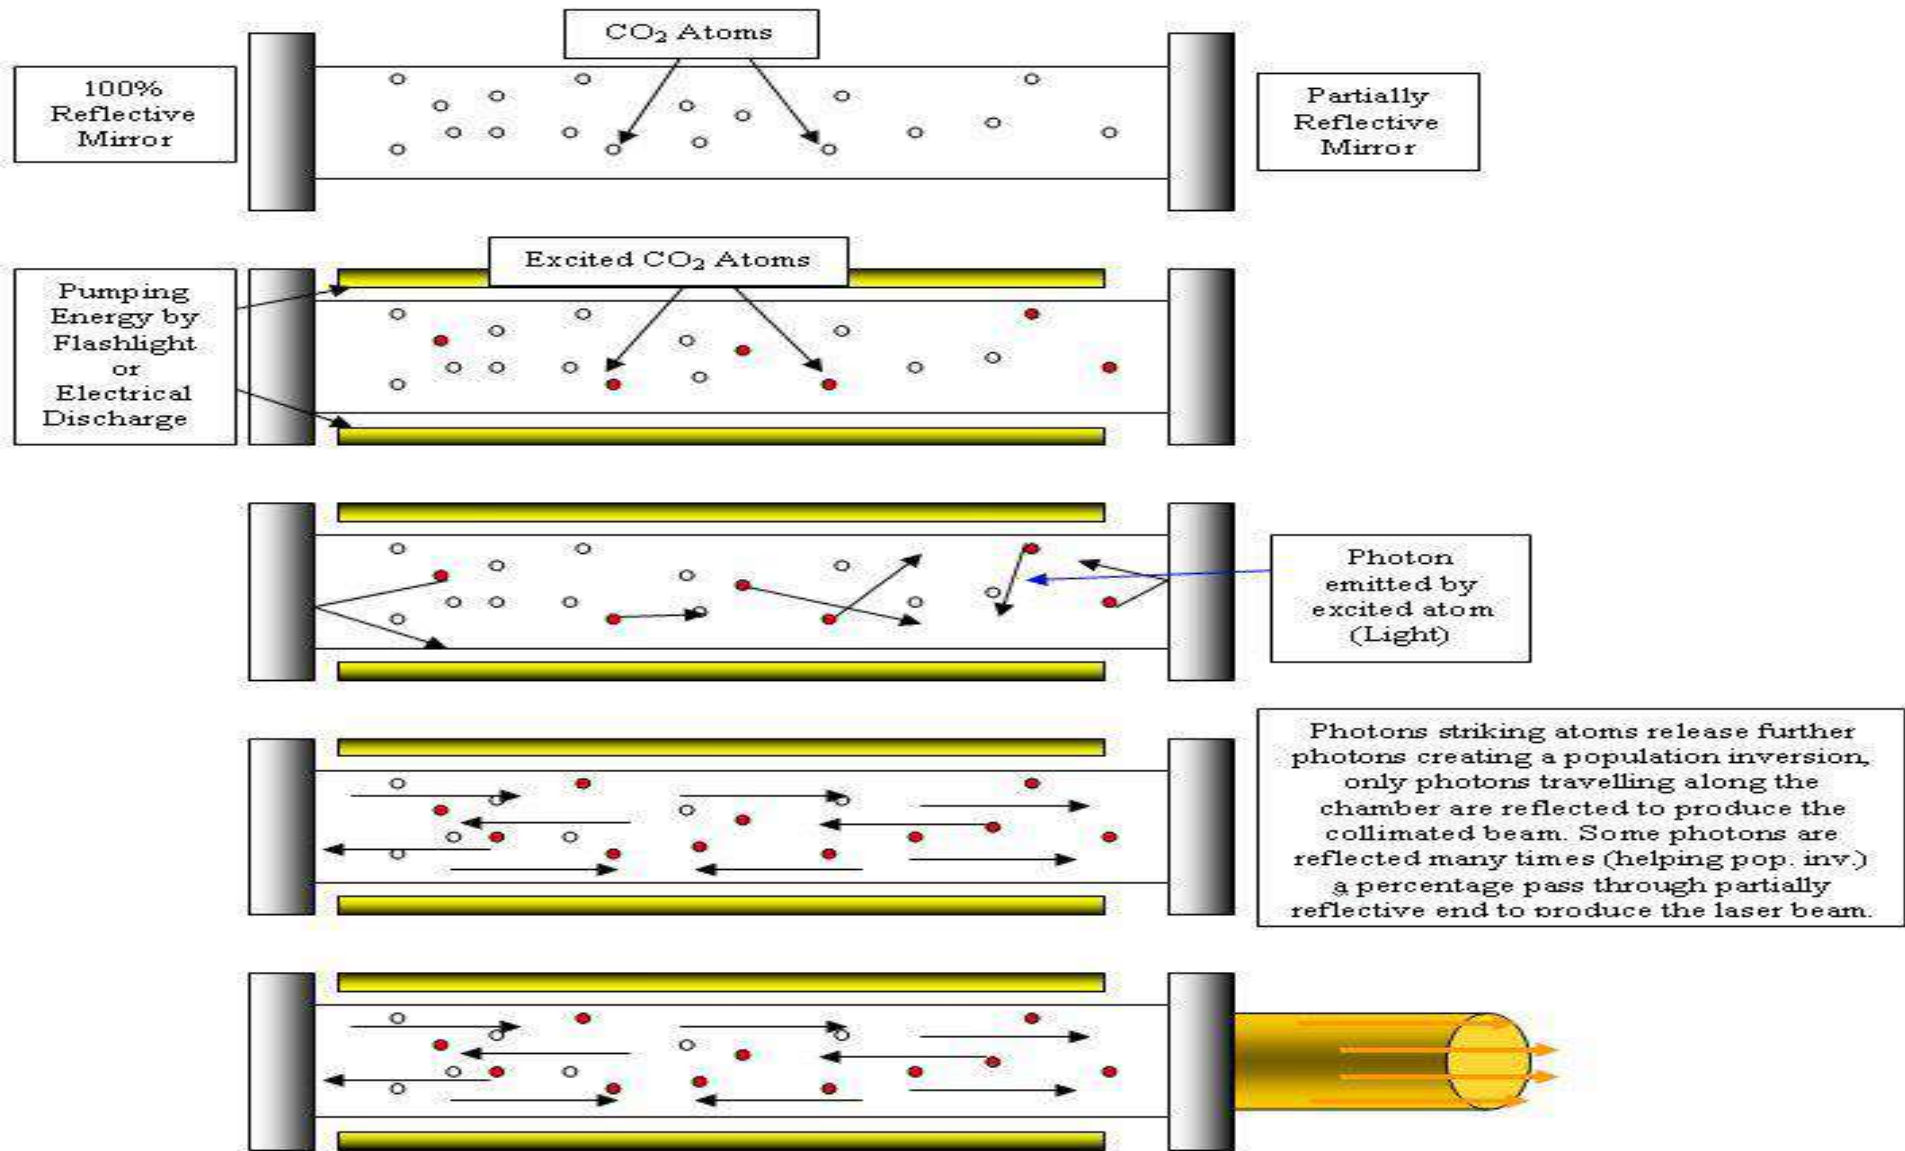 CO₂ Atoms
100%
Reflective
Mirror
Partially
Reflective
Mirror
Excited CO₂ Atoms
Pumping
Energy by
Flashlight
or
Electrical
Discharge
Photon
emitted by
excited atom
(Light)
Photons striking atoms release further
photons creating a population inversion,
only photons travelling along the
chamber are reflected to produce the
collimated beam. Some photons are
reflected many times (helping pop. inv.)
a percentage pass through partially
reflective end to produce the laser beam.